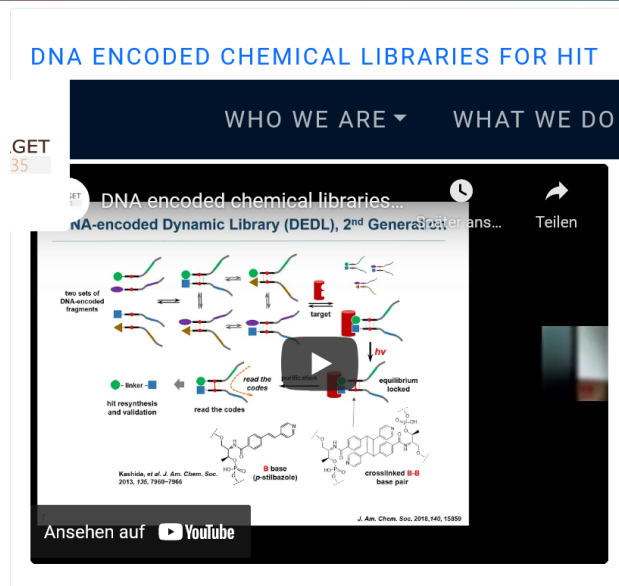 DNA ENCODED CHEMICAL LIBRARIES FOR HIT
WHO WE ARE
WHAT WE DO
GET
35
DNA encoded chemical libraries...
Später ans...
Teilen
NA-encoded Dynamic Library (DEDL), 2nd Generation
two sets of
DNA-encoded
fragments
target
hv
equilibrium
locked
purification
read the
codes
read the codes
linker
hit resynthesis
and validation
B base
(p-stilbazole)
crosslinked B-B
base pair
Kashida, et al. J. Am. Chem. Soc.
2013, 135, 7960–7966
J. Am. Chem. Soc. 2018, 140, 15859
Ansehen auf YouTube